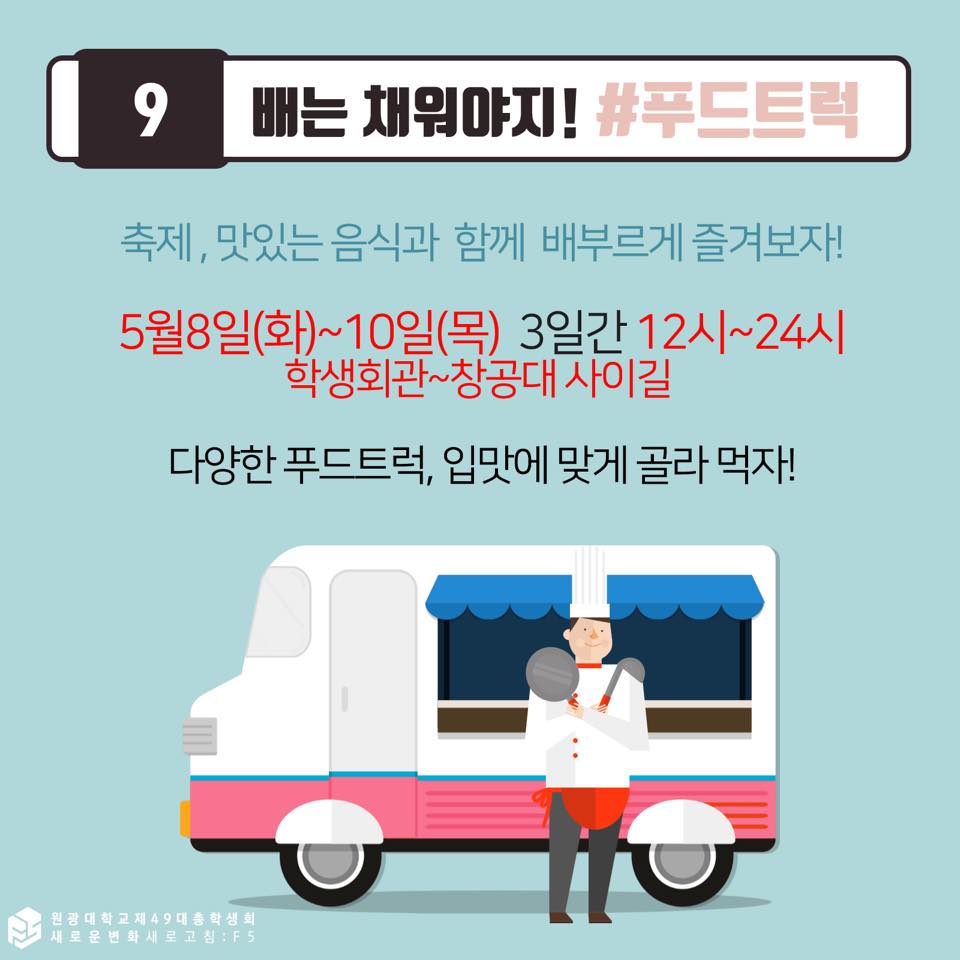 9 배는 채워야지! #푸드트럭
축제, 맛있는 음식과 함께 배부르게 즐겨보자!
5월8일(화)~10일(목) 3일간 12시~24시
학생회관~창공대 사이길
다양한 푸드트럭, 입맛에 맞게 골라 먹자!
원광대학교제49대총학생회
새로운변화새로고침:F5